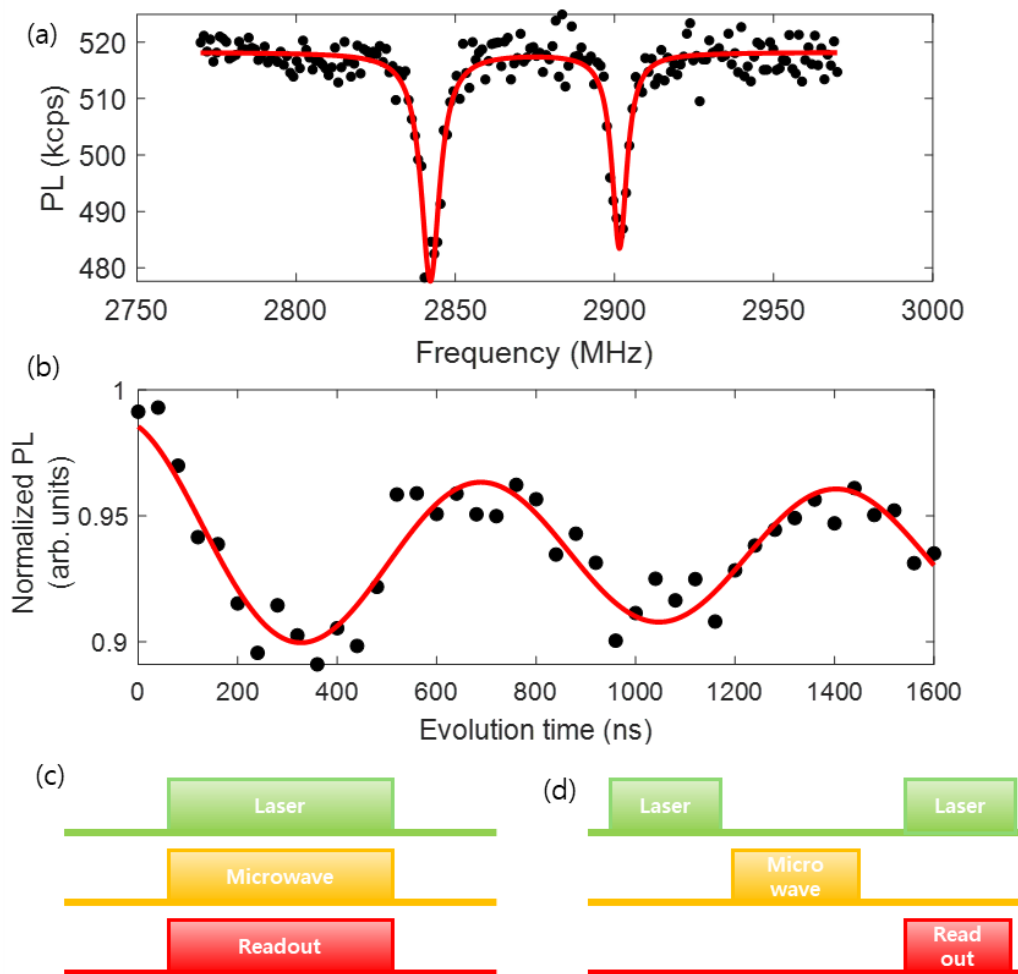 (a)
520
510
500
490
480
PL (kcps)
2750 2800 2850 2900 2950 3000
Frequency (MHz)
(b)
1
0.95
0.9
Normalized PL
(arb. units)
0 200 400 600 800 1000 1200 1400 1600
Evolution time (ns)
(c)
Laser
Microwave
Readout
(d)
Laser
Laser
Micro
wave
Read
out